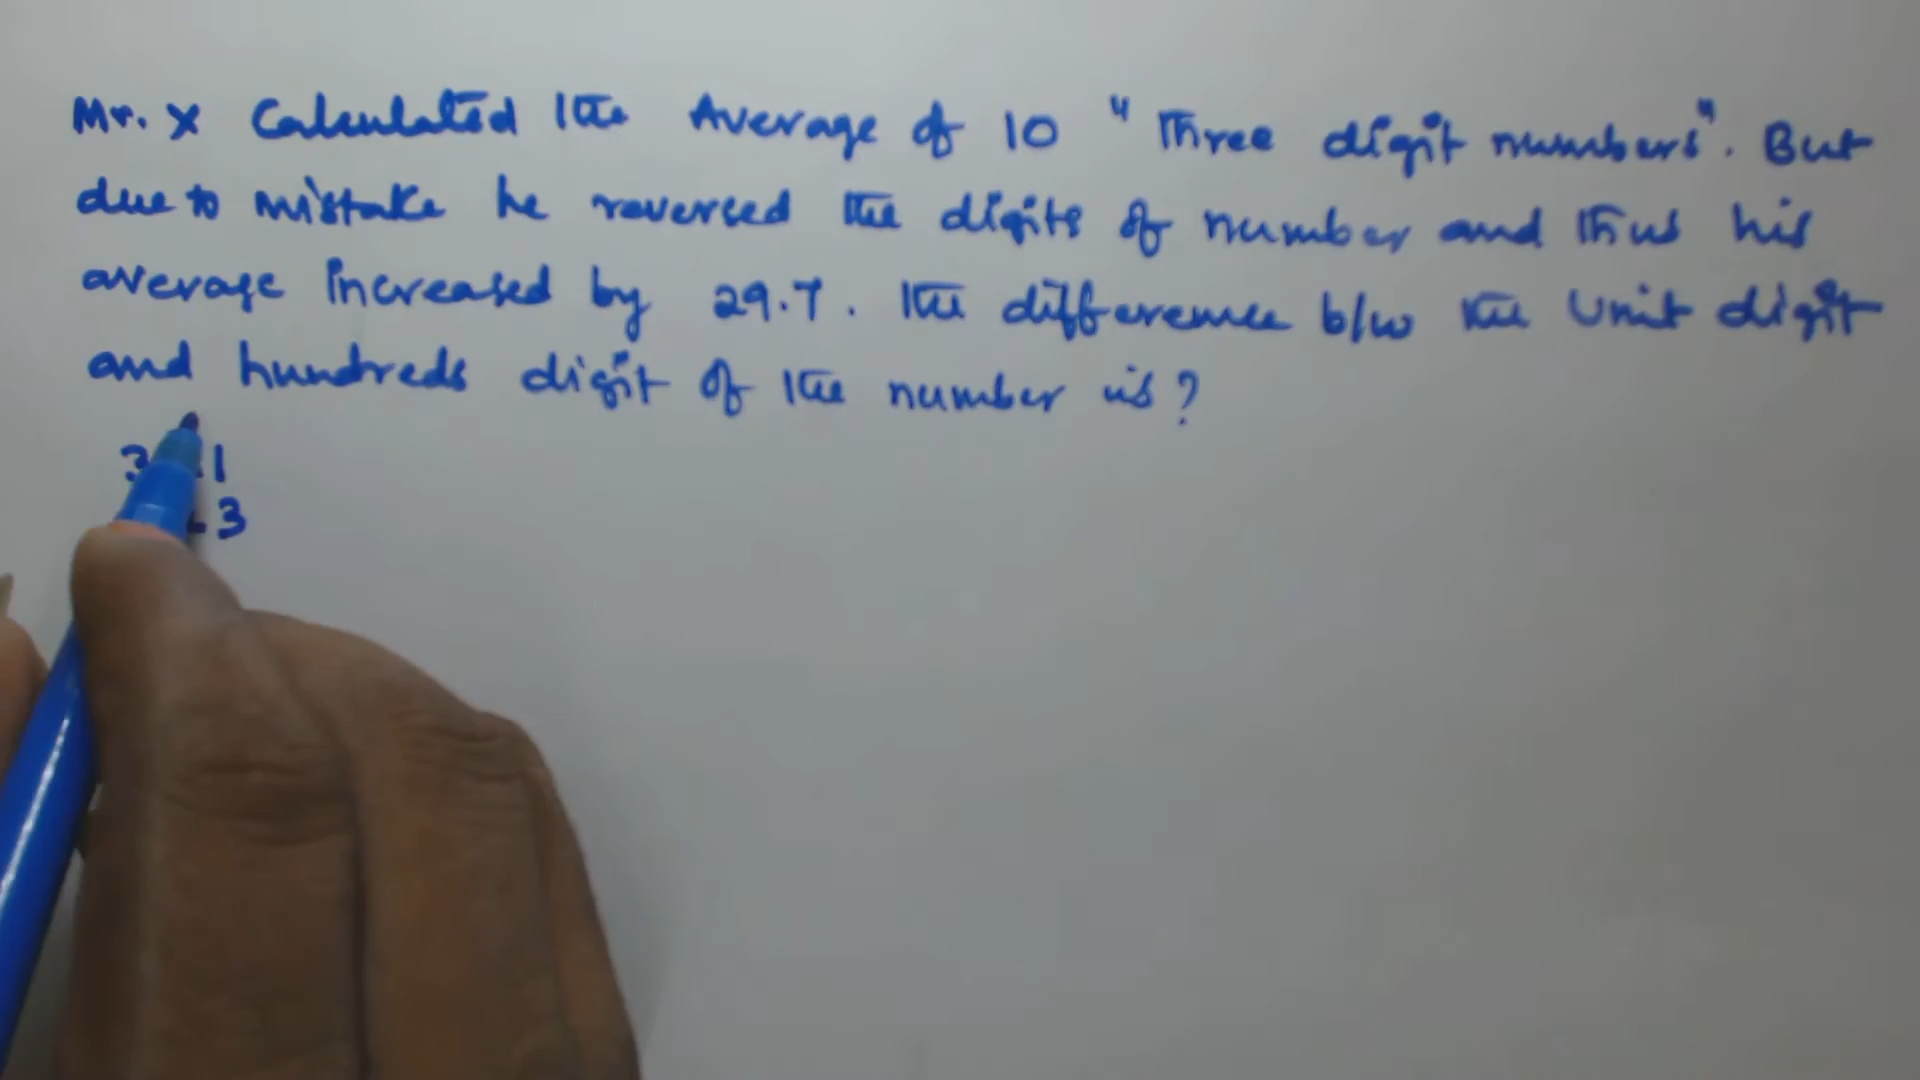 Mr. X Calculated the Average of 10 "Three digit numbers". But
due to mistake he reversed the digits of number and thus his
average increased by 29.7. The difference b/w the unit digit
and hundreds digit of the number is?
3 1
3